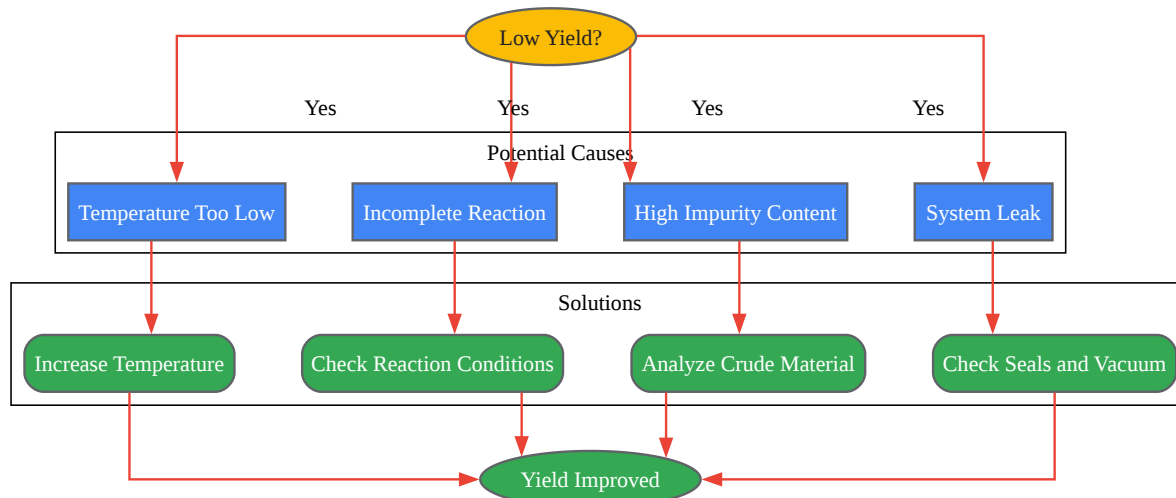 Low Yield?
Yes
Yes
Yes
Yes
Potential Causes
Temperature Too Low
Incomplete Reaction
High Impurity Content
System Leak
Solutions
Increase Temperature
Check Reaction Conditions
Analyze Crude Material
Check Seals and Vacuum
Yield Improved